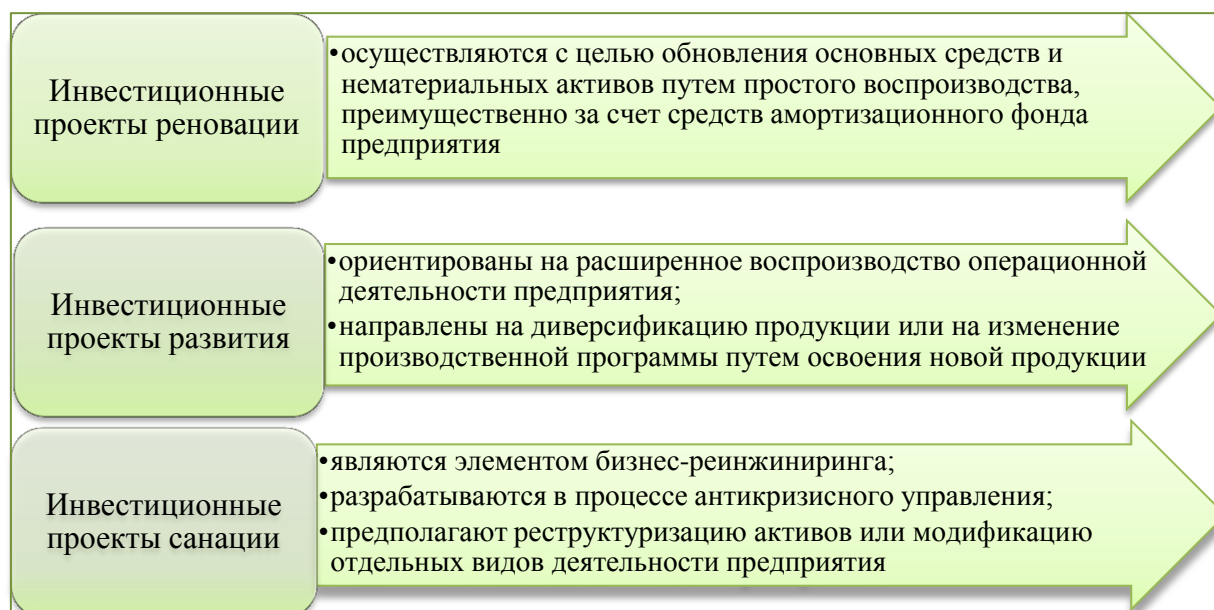 Инвестиционные
проекты реновации
•осуществляются с целью обновления основных средств и
нематериальных активов путем простого воспроизводства,
преимущественно за счет средств амортизационного фонда
предприятия
Инвестиционные
проекты развития
•ориентированы на расширенное воспроизводство операционной
деятельности предприятия;
•направлены на диверсификацию продукции или на изменение
производственной программы путем освоения новой продукции
Инвестиционные
проекты санации
•являются элементом бизнес-реинжиниринга;
•разрабатываются в процессе антикризисного управления;
•предполагают реструктуризацию активов или модификацию
отдельных видов деятельности предприятия